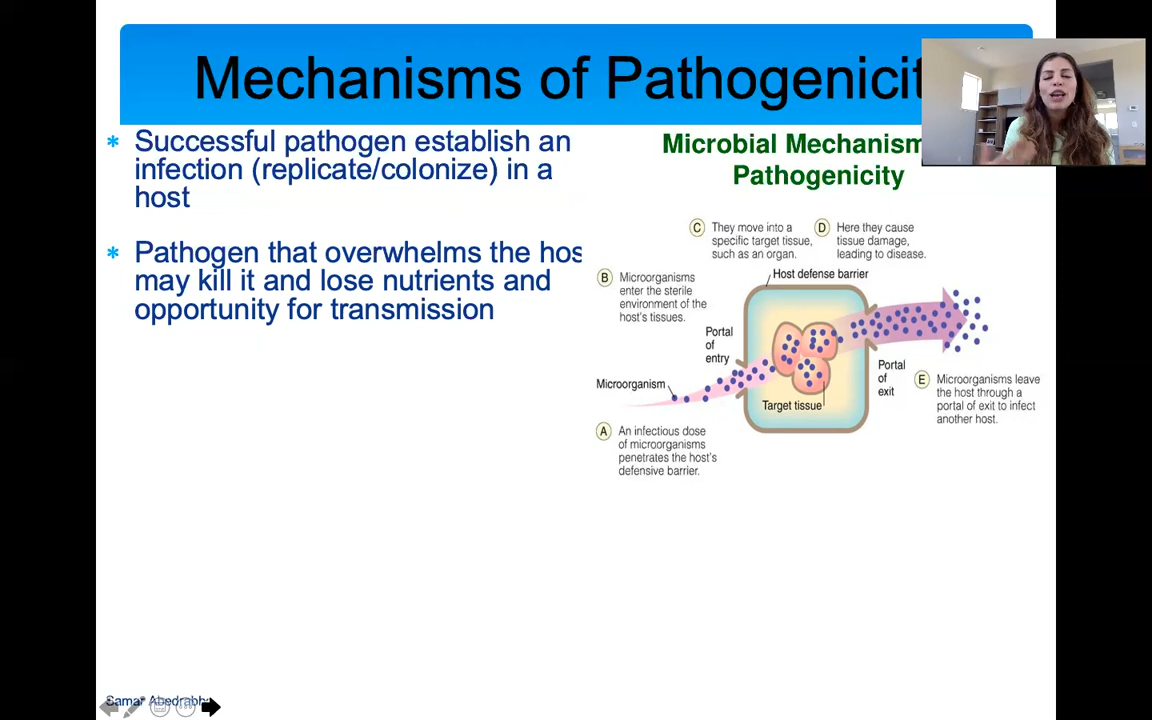 Mechanisms of Pathogenicit
* Successful pathogen establish an
infection (replicate/colonize) in a
host
* Pathogen that overwhelms the hos
may kill it and lose nutrients and
opportunity for transmission
Microbial Mechanism
Pathogenicity
C They move into a
specific target tissue,
such as an organ.
D Here they cause
tissue damage,
leading to disease.
Host defense barrier
B Microorganisms
enter the sterile
environment of the
host's tissues.
Portal
of
entry
Microorganism
Target tissue
Portal
of
exit
E Microorganisms leave
the host through a
portal of exit to infect
another host.
A An infectious dose
of microorganisms
penetrates the host's
defensive barrier.
Samar